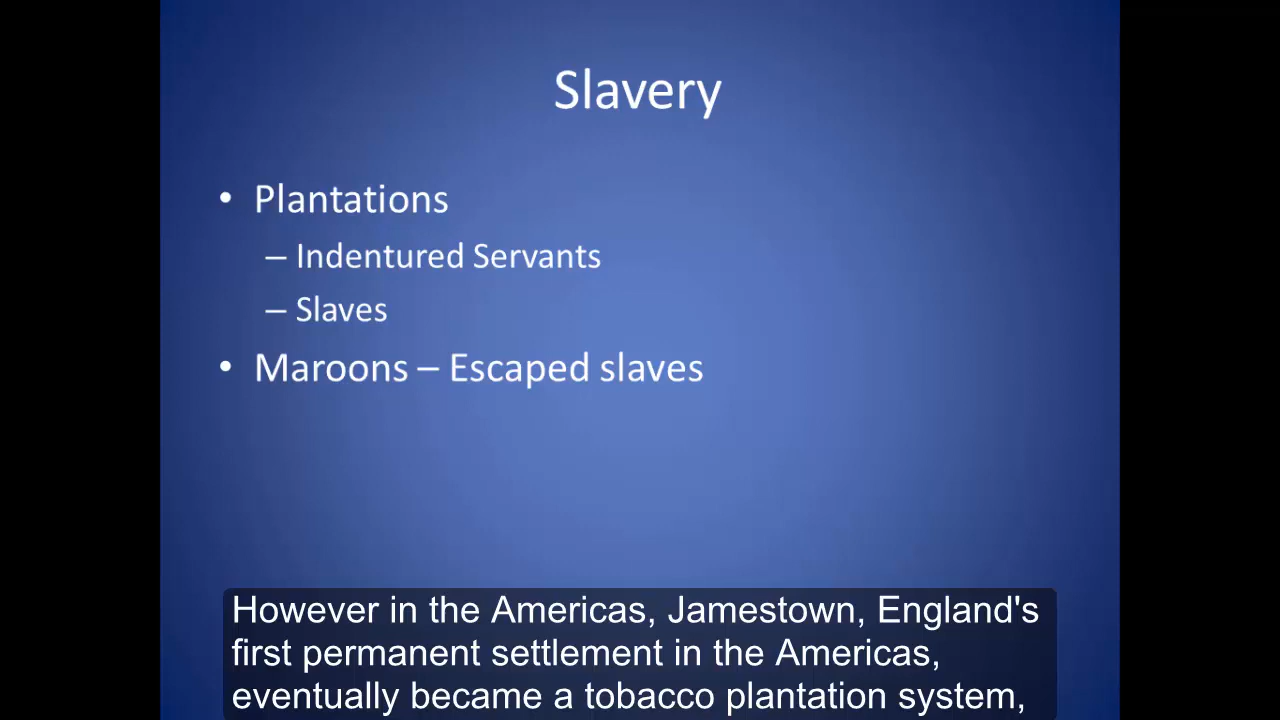 Slavery
• Plantations
– Indentured Servants
– Slaves
• Maroons – Escaped slaves
However in the Americas, Jamestown, England's
first permanent settlement in the Americas,
eventually became a tobacco plantation system,